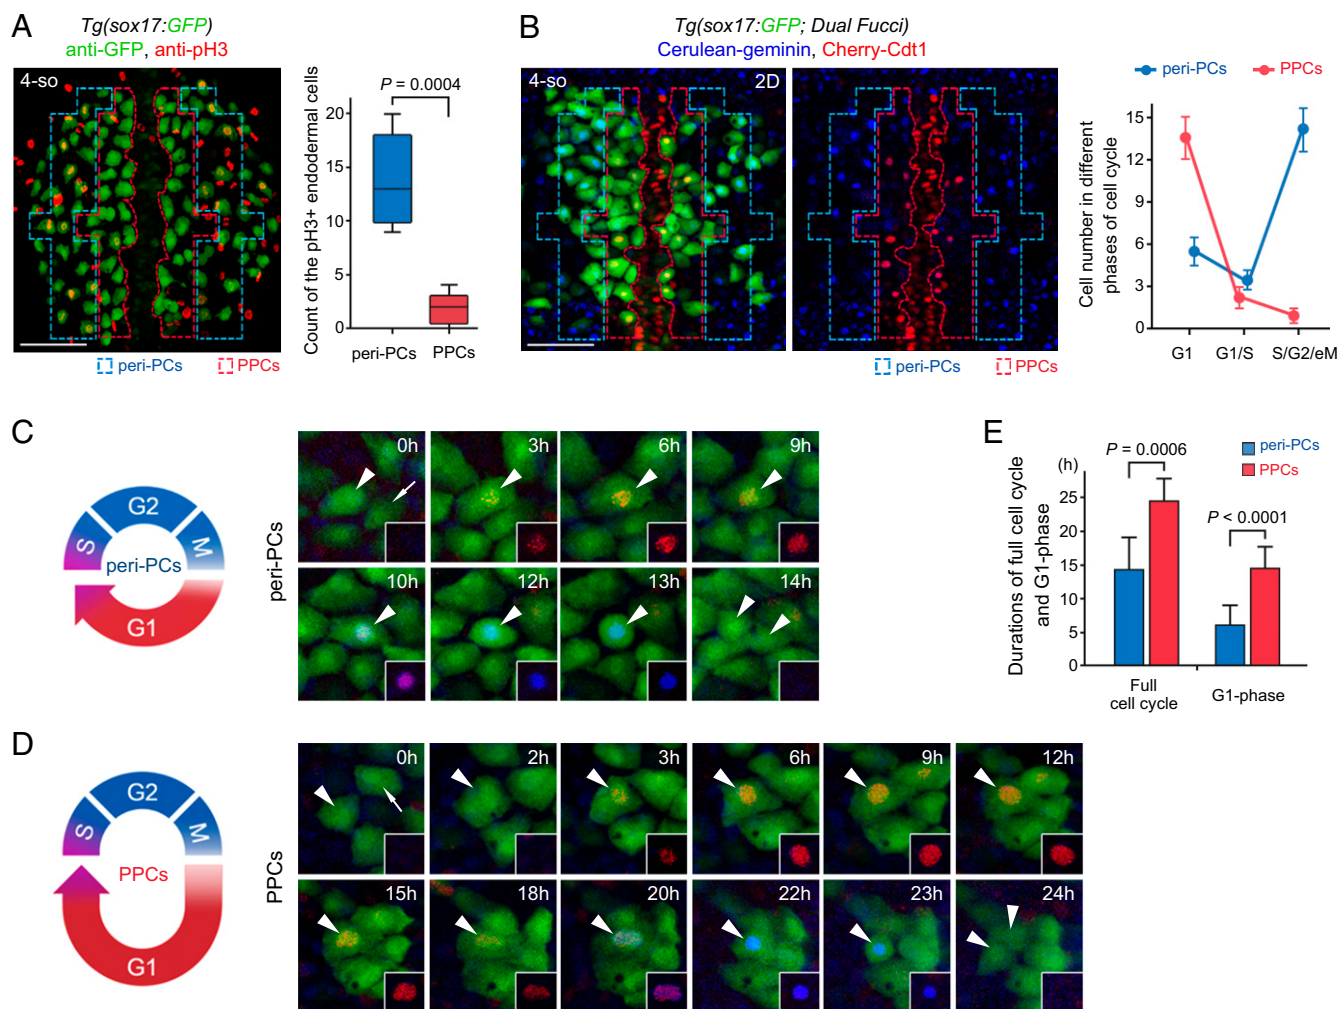 A
Tg(sox17:GFP)
anti-GFP, anti-pH3
4-so
peri-PCs
PPCs
Count of the pH3+ endodermal cells
P = 0.0004
20
15
10
5
0
peri-PCs
PPCs
B
Tg(sox17:GFP; Dual Fucci)
Cerulean-geminin, Cherry-Cdt1
4-so
2D
peri-PCs
PPCs
peri-PCs
PPCs
Cell number in different
phases of cell cycle
15
12
9
6
3
0
G1
G1/S
S/G2/eM
C
G2
S
M
peri-PCs
G1
peri-PCs
0h
3h
6h
9h
10h
12h
13h
14h
D
G2
S
M
PPCs
G1
PPCs
0h
2h
3h
6h
9h
12h
15h
18h
20h
22h
23h
24h
E
peri-PCs
PPCs
(h)
P = 0.0006
P < 0.0001
Durations of full cell cycle
and G1-phase
25
20
15
10
5
0
Full
cell cycle
G1-phase